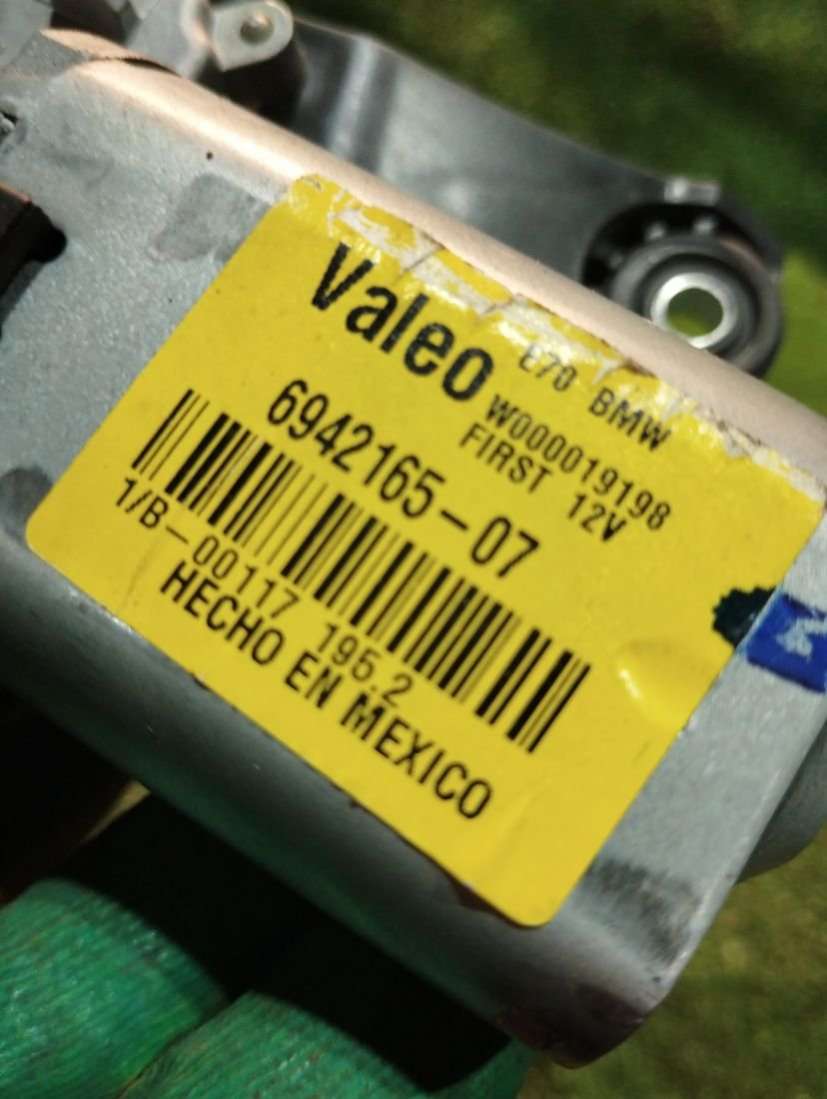 Valeo
E70 BMW
W000019198
FIRST 12V
6942165-07
1/B-00117 195.2
HECHO EN MEXICO